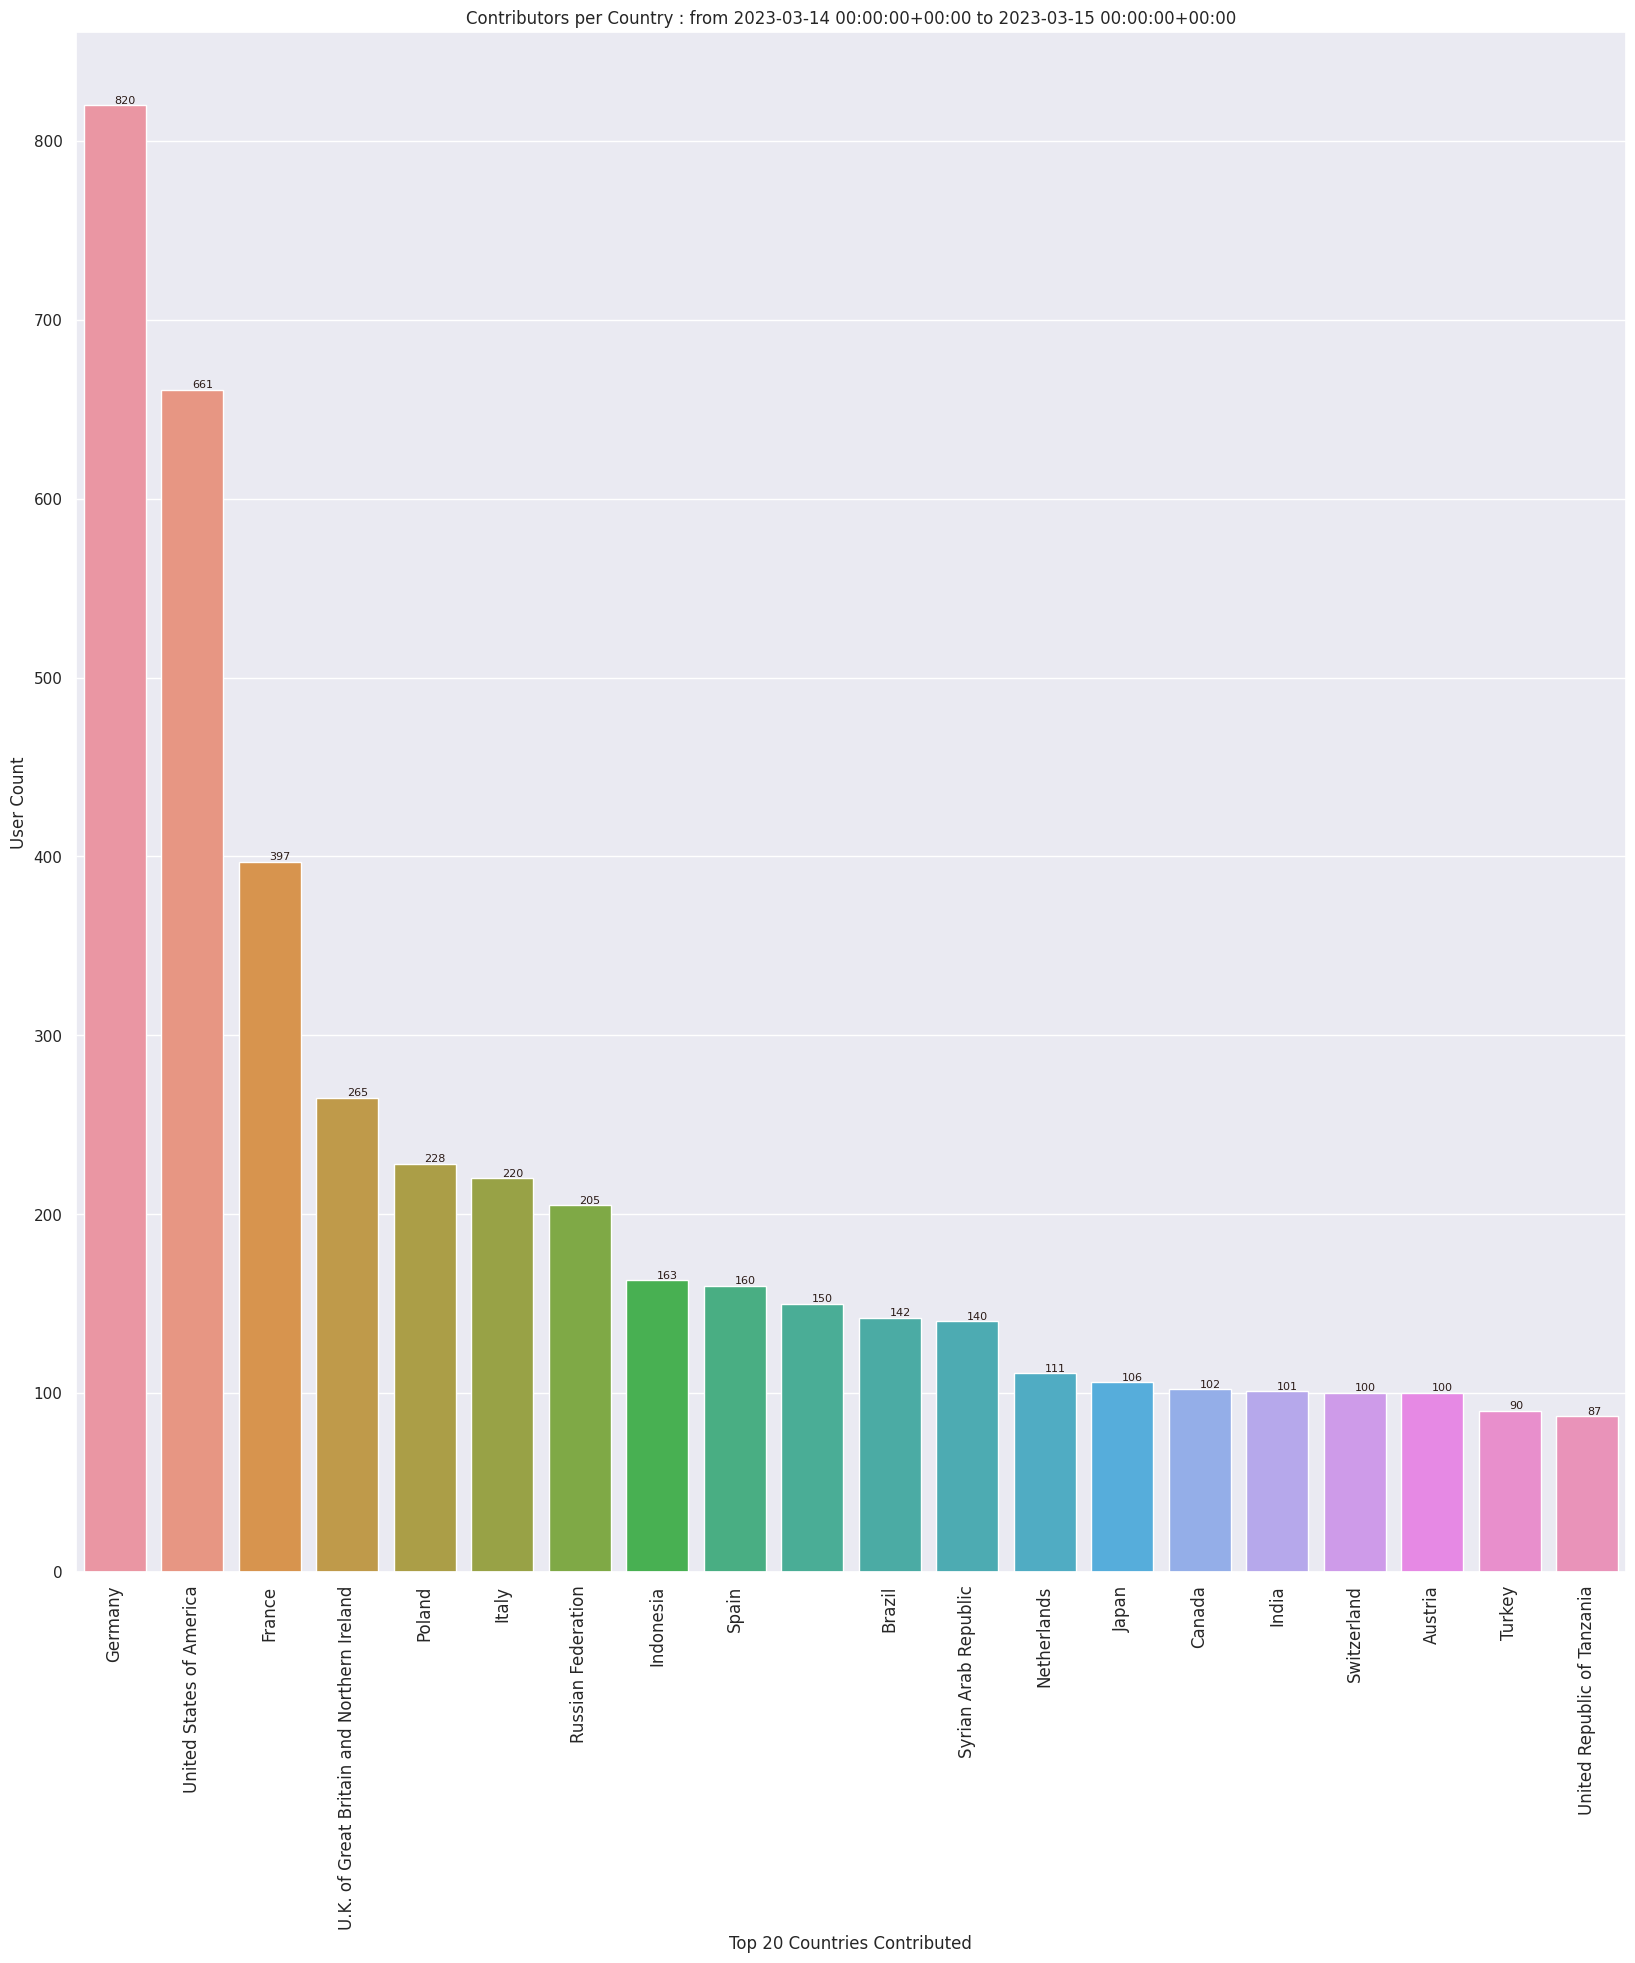 Contributors per Country : from 2023-03-14 00:00:00+00:00 to 2023-03-15 00:00:00+00:00
User Count
800
700
600
500
400
300
200
100
0
820
661
397
265
228
220
205
163
160
150
142
140
111
106
102
101
100
100
90
87
Germany
United States of America
France
U.K. of Great Britain and Northern Ireland
Poland
Italy
Russian Federation
Indonesia
Spain
Brazil
Syrian Arab Republic
Netherlands
Japan
Canada
India
Switzerland
Austria
Turkey
United Republic of Tanzania
Top 20 Countries Contributed